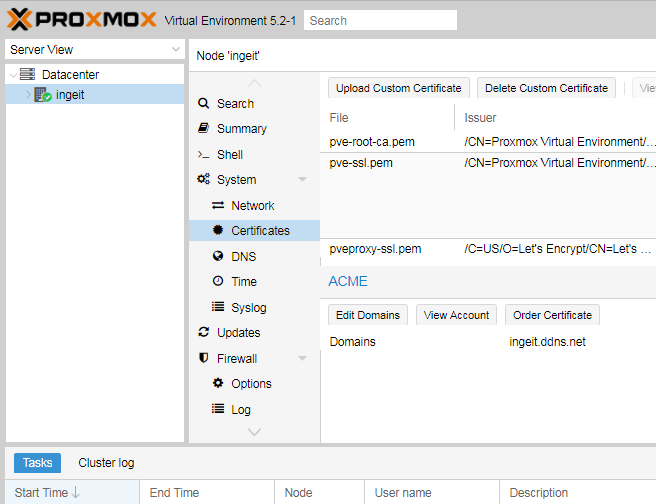 PROXMOX Virtual Environment 5.2-1 Search
Server View
Datacenter
ingeit
Node 'ingeit'
Search
Summary
Shell
System
Network
Certificates
DNS
Time
Syslog
Updates
Firewall
Options
Log
Upload Custom Certificate Delete Custom Certificate Vie
File Issuer
pve-root-ca.pem /CN=Proxmox Virtual Environment/...
pve-ssl.pem /CN=Proxmox Virtual Environment/...
pveproxy-ssl.pem /C=US/O=Let's Encrypt/CN=Let's ...
ACME
Edit Domains View Account Order Certificate
Domains ingeit.ddns.net
Tasks Cluster log
Start Time End Time Node User name Description